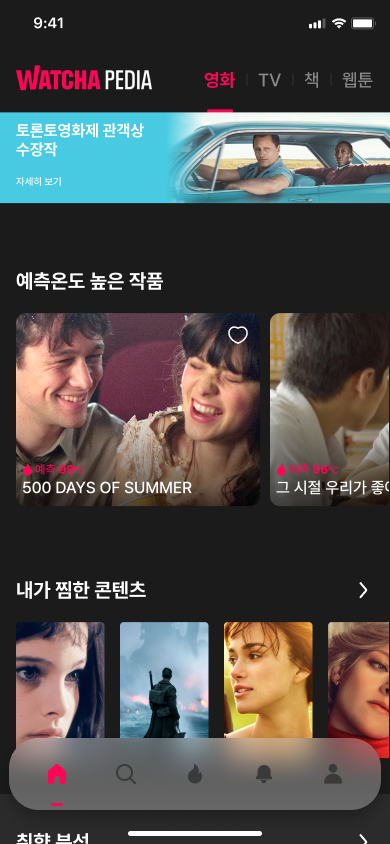 9:41
WATCHA PEDIA
영화
TV
책
웹툰
토론토영화제 관객상
수장작
자세히 보기
예측온도 높은 작품
예측 99℃
500 DAYS OF SUMMER
예측 96℃
그 시절 우리가 좋아
내가 찜한 콘텐츠
취향 분석